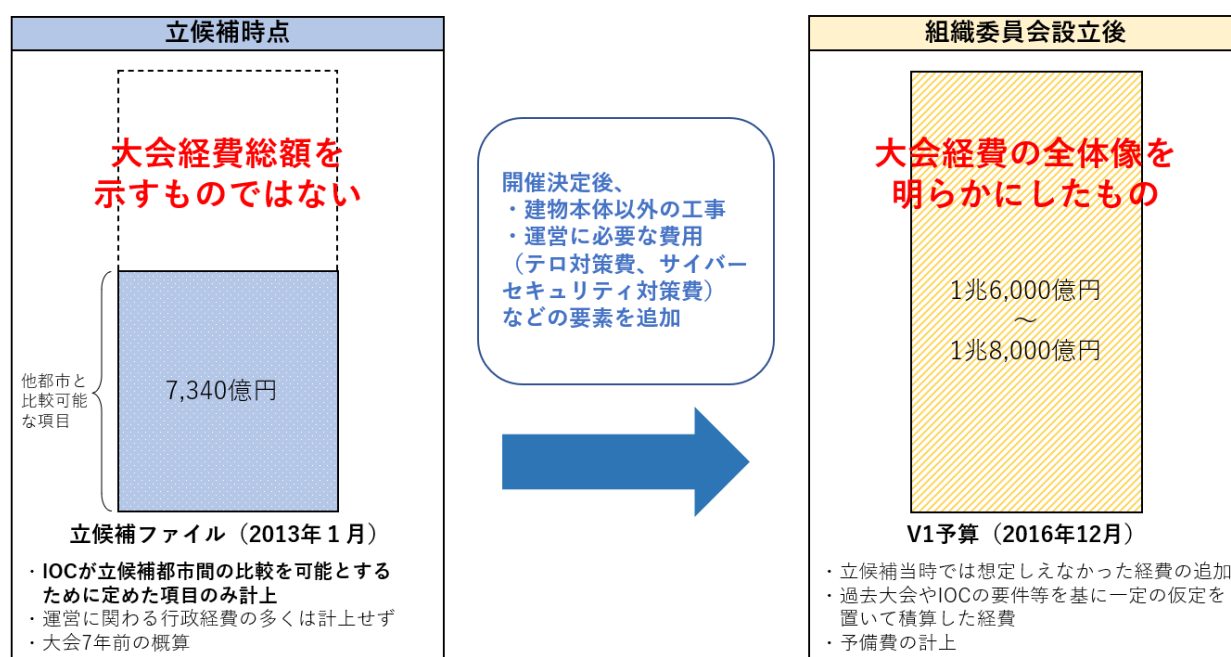 立候補時点
大会経費総額を
示すものではない
他都市と
比較可能
な項目
7,340億円
立候補ファイル（2013年１月）
・IOCが立候補都市間の比較を可能とする
ために定めた項目のみ計上
・運営に関わる行政経費の多くは計上せず
・大会7年前の概算
開催決定後、
・建物本体以外の工事
・運営に必要な費用
（テロ対策費、サイバー
セキュリティ対策費）
などの要素を追加
組織委員会設立後
大会経費の全体像を
明らかにしたもの
1兆6,000億円
～
1兆8,000億円
V1予算（2016年12月）
・立候補当時では想定しえなかった経費の追加
・過去大会やIOCの要件等を基に一定の仮定を
置いて積算した経費
・予備費の計上